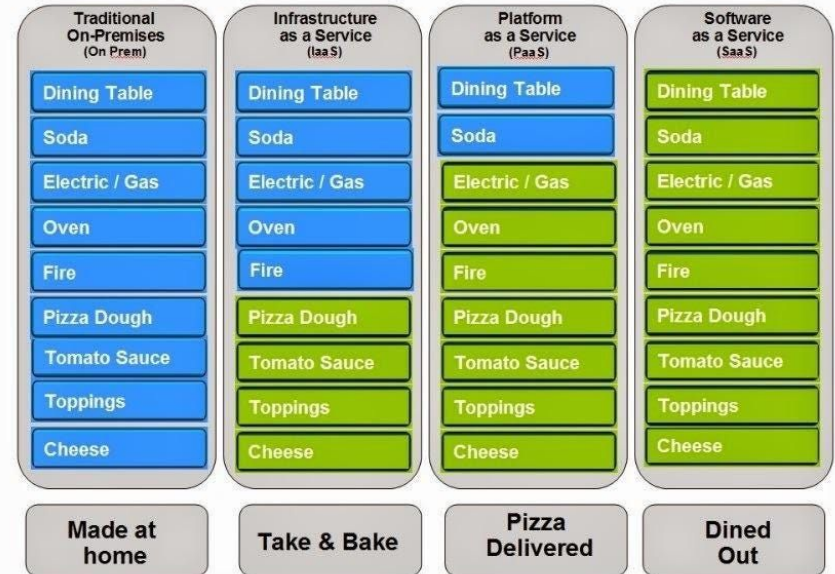 Traditional
On-Premises
(On Prem)
Dining Table
Soda
Electric / Gas
Oven
Fire
Pizza Dough
Tomato Sauce
Toppings
Cheese
Made at
home
Infrastructure
as a Service
(IaaS)
Dining Table
Soda
Electric / Gas
Oven
Fire
Pizza Dough
Tomato Sauce
Toppings
Cheese
Take & Bake
Platform
as a Service
(PaaS)
Dining Table
Soda
Electric / Gas
Oven
Fire
Pizza Dough
Tomato Sauce
Toppings
Cheese
Pizza
Delivered
Software
as a Service
(SaaS)
Dining Table
Soda
Electric / Gas
Oven
Fire
Pizza Dough
Tomato Sauce
Toppings
Cheese
Dined
Out